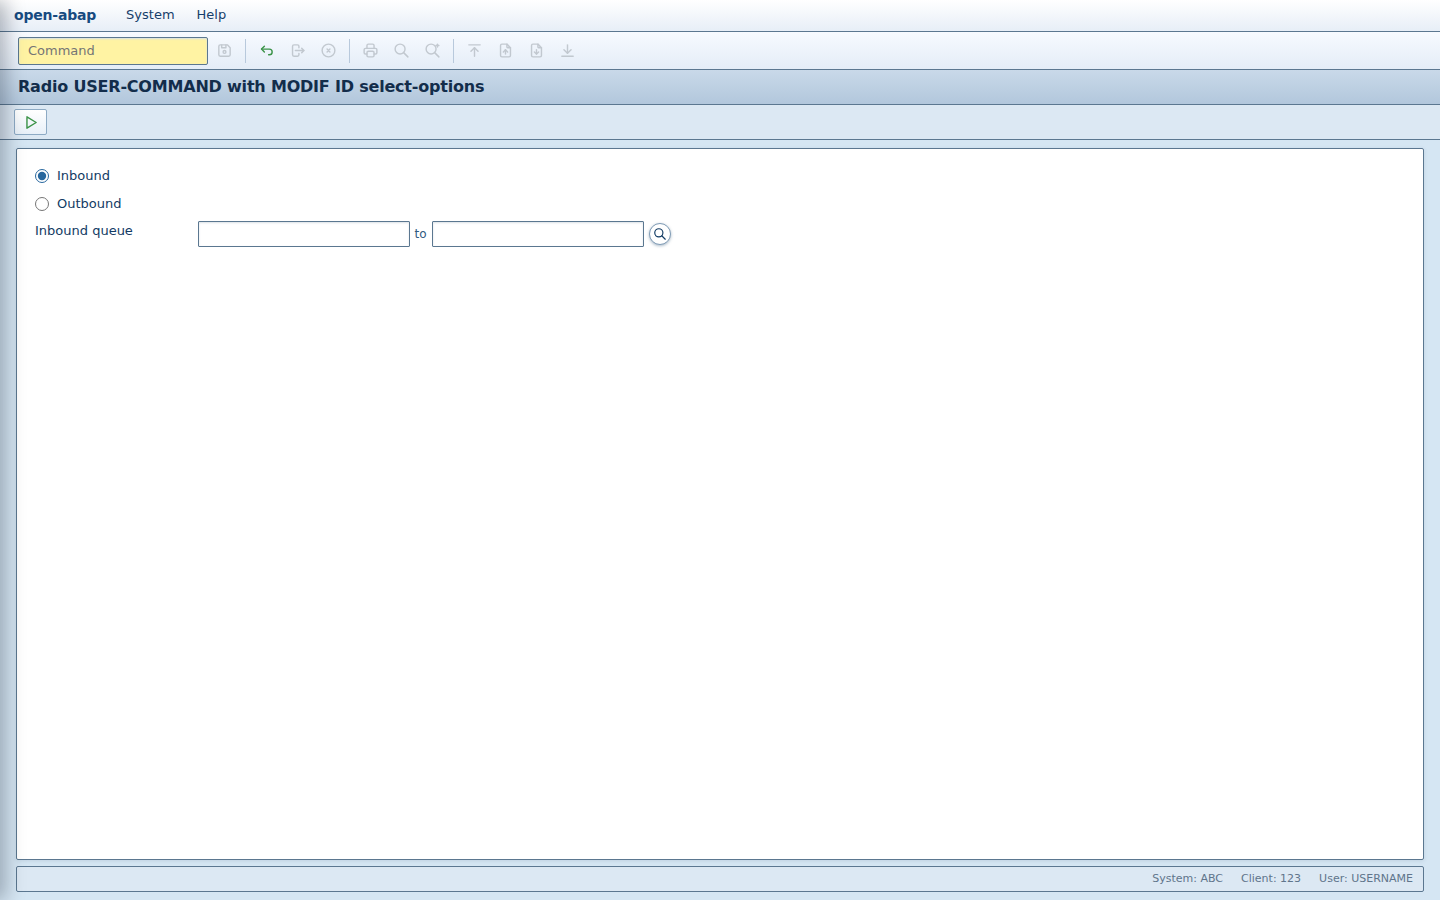 open-abap System Help
Command
Radio USER-COMMAND with MODIF ID select-options
Inbound
Outbound
Inbound queue to
System: ABC Client: 123 User: USERNAME